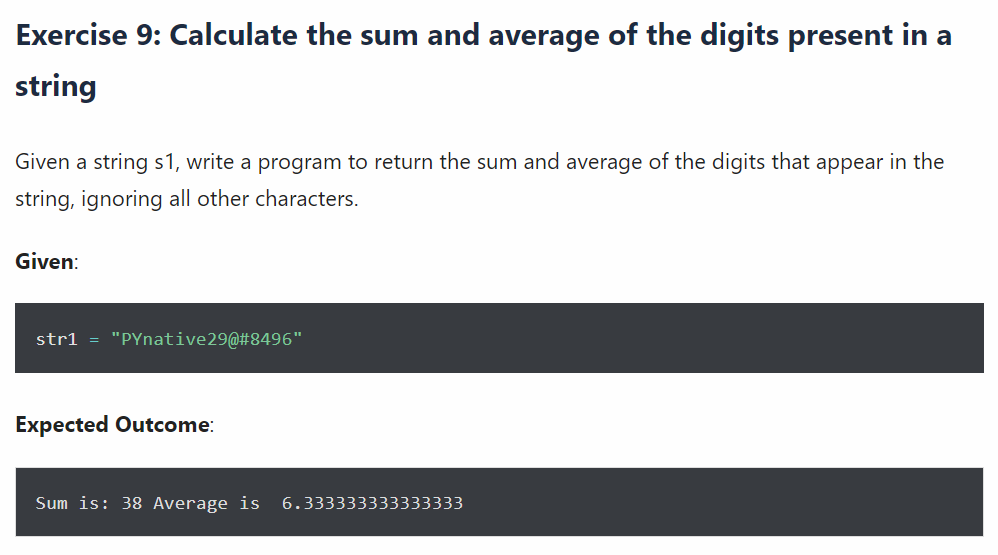 Exercise 9: Calculate the sum and average of the digits present in a
string
Given a string s1, write a program to return the sum and average of the digits that appear in the
string, ignoring all other characters.
Given:
str1 = "PYnative29@#8496"
Expected Outcome:
Sum is: 38 Average is  6.333333333333333